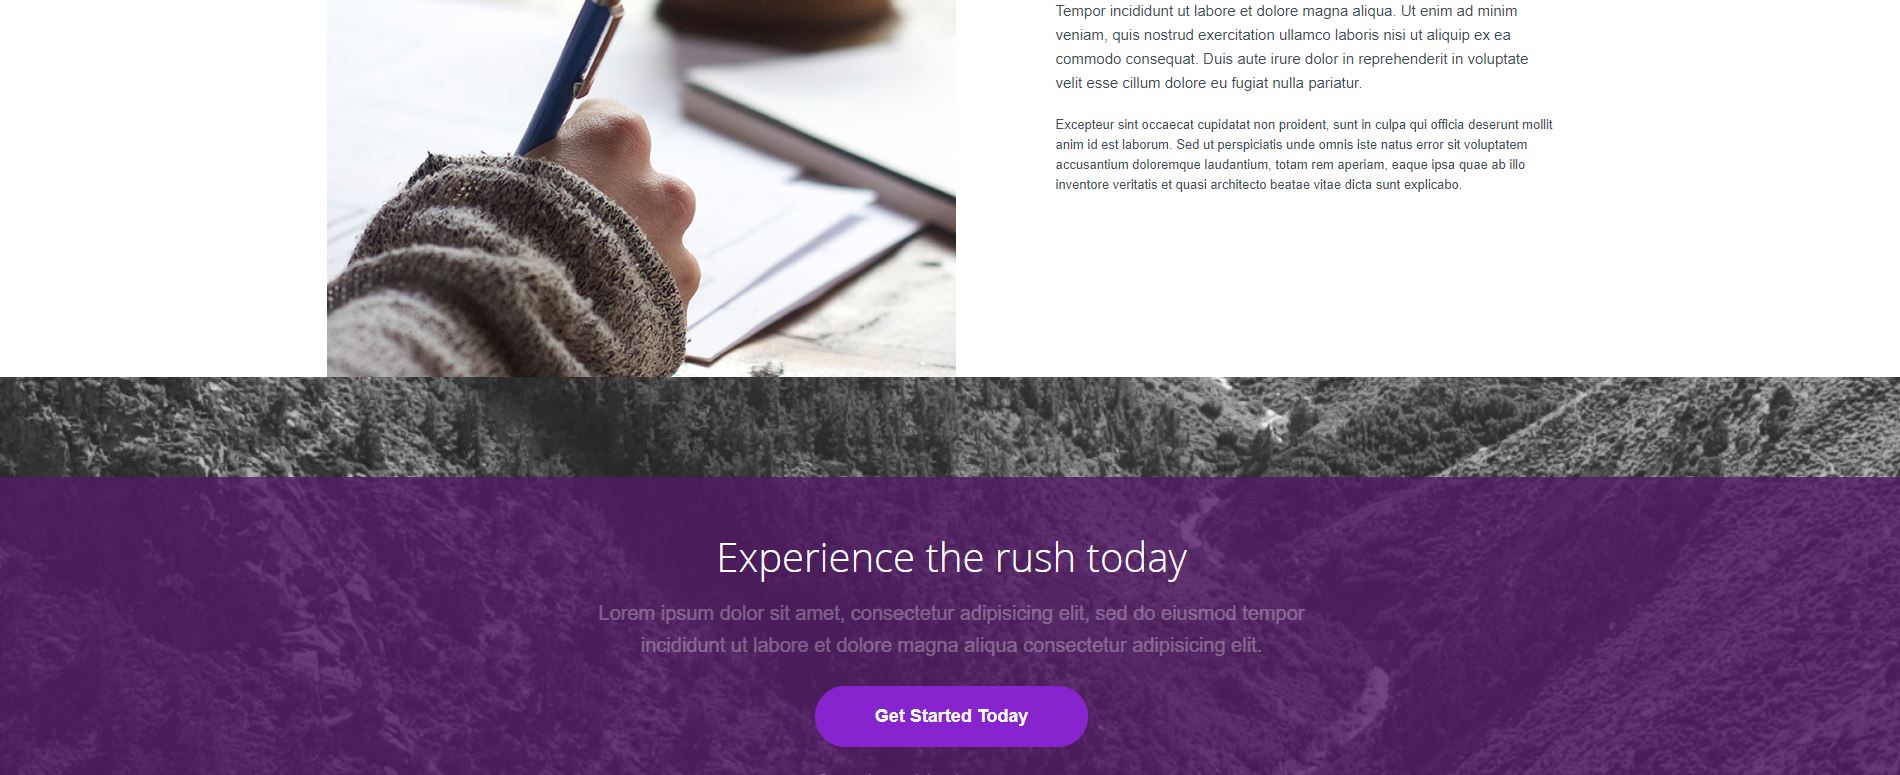 Tempor incididunt ut labore et dolore magna aliqua. Ut enim ad minim
veniam, quis nostrud exercitation ullamco laboris nisi ut aliquip ex ea
commodo consequat. Duis aute irure dolor in reprehenderit in voluptate
velit esse cillum dolore eu fugiat nulla pariatur.
Excepteur sint occaecat cupidatat non proident, sunt in culpa qui officia deserunt mollit
anim id est laborum. Sed ut perspiciatis unde omnis iste natus error sit voluptatem
accusantium doloremque laudantium, totam rem aperiam, eaque ipsa quae ab illo
inventore veritatis et quasi architecto beatae vitae dicta sunt explicabo.
Experience the rush today
Lorem ipsum dolor sit amet, consectetur adipisicing elit, sed do eiusmod tempor
incididunt ut labore et dolore magna aliqua consectetur adipisicing elit.
Get Started Today